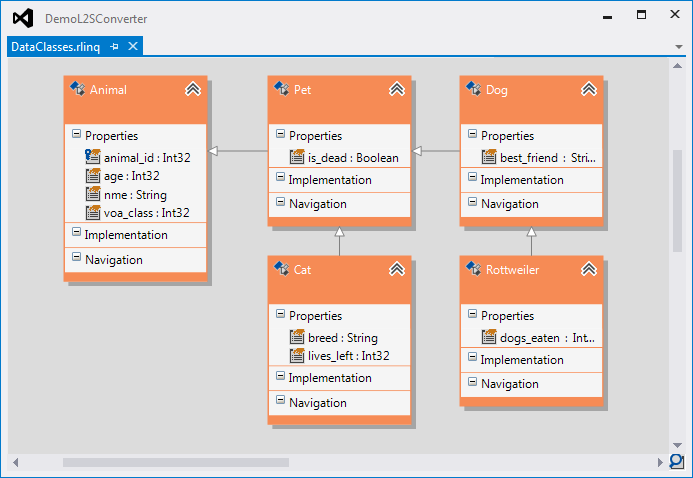 DemoL2SConverter
DataClasses.rlinq
Animal
Properties
animal_id : Int32
age : Int32
nme : String
voa_class : Int32
Implementation
Navigation
Pet
Properties
is_dead : Boolean
Implementation
Navigation
Dog
Properties
best_friend : Stri...
Implementation
Navigation
Cat
Properties
breed : String
lives_left : Int32
Implementation
Navigation
Rottweiler
Properties
dogs_eaten : Int...
Implementation
Navigation